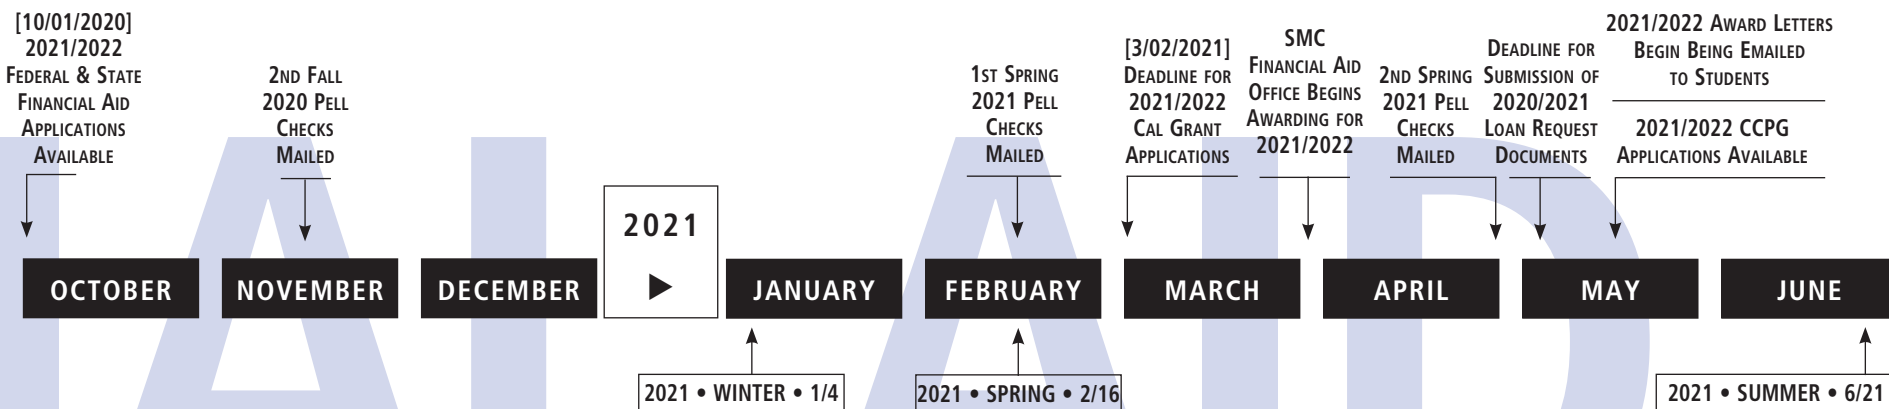 [10/01/2020]
2021/2022
FEDERAL & STATE
FINANCIAL AID
APPLICATIONS
AVAILABLE
2ND FALL
2020 PELL
CHECKS
MAILED
1ST SPRING
2021 PELL
CHECKS
MAILED
[3/02/2021]
DEADLINE FOR
2021/2022
CAL GRANT
APPLICATIONS
SMC
FINANCIAL AID
OFFICE BEGINS
AWARDING FOR
2021/2022
2ND SPRING
2021 PELL
CHECKS
MAILED
DEADLINE FOR
SUBMISSION OF
2020/2021
LOAN REQUEST
DOCUMENTS
2021/2022 AWARD LETTERS
BEGIN BEING EMAILED
TO STUDENTS
2021/2022 CCPG
APPLICATIONS AVAILABLE
OCTOBER
NOVEMBER
DECEMBER
2021
JANUARY
FEBRUARY
MARCH
APRIL
MAY
JUNE
2021 • WINTER • 1/4
2021 • SPRING • 2/16
2021 • SUMMER • 6/21
IAL AID